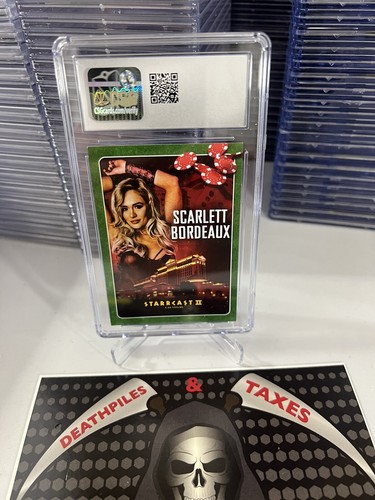 SCARLETT
BORDEAUX
STARRCAST II
DEATHPILES & TAXES